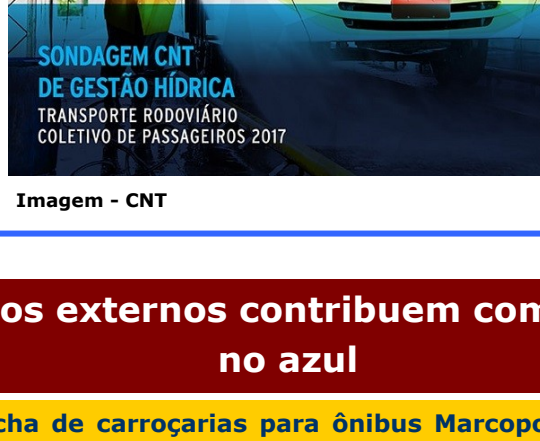 SONDAGEM CNT
DE GESTÃO HÍDRICA
TRANSPORTE RODOVIÁRIO
COLETIVO DE PASSAGEIROS 2017
Imagem - CNT
os externos contribuem com
no azul
cha de carroçarias para ônibus Marcopo